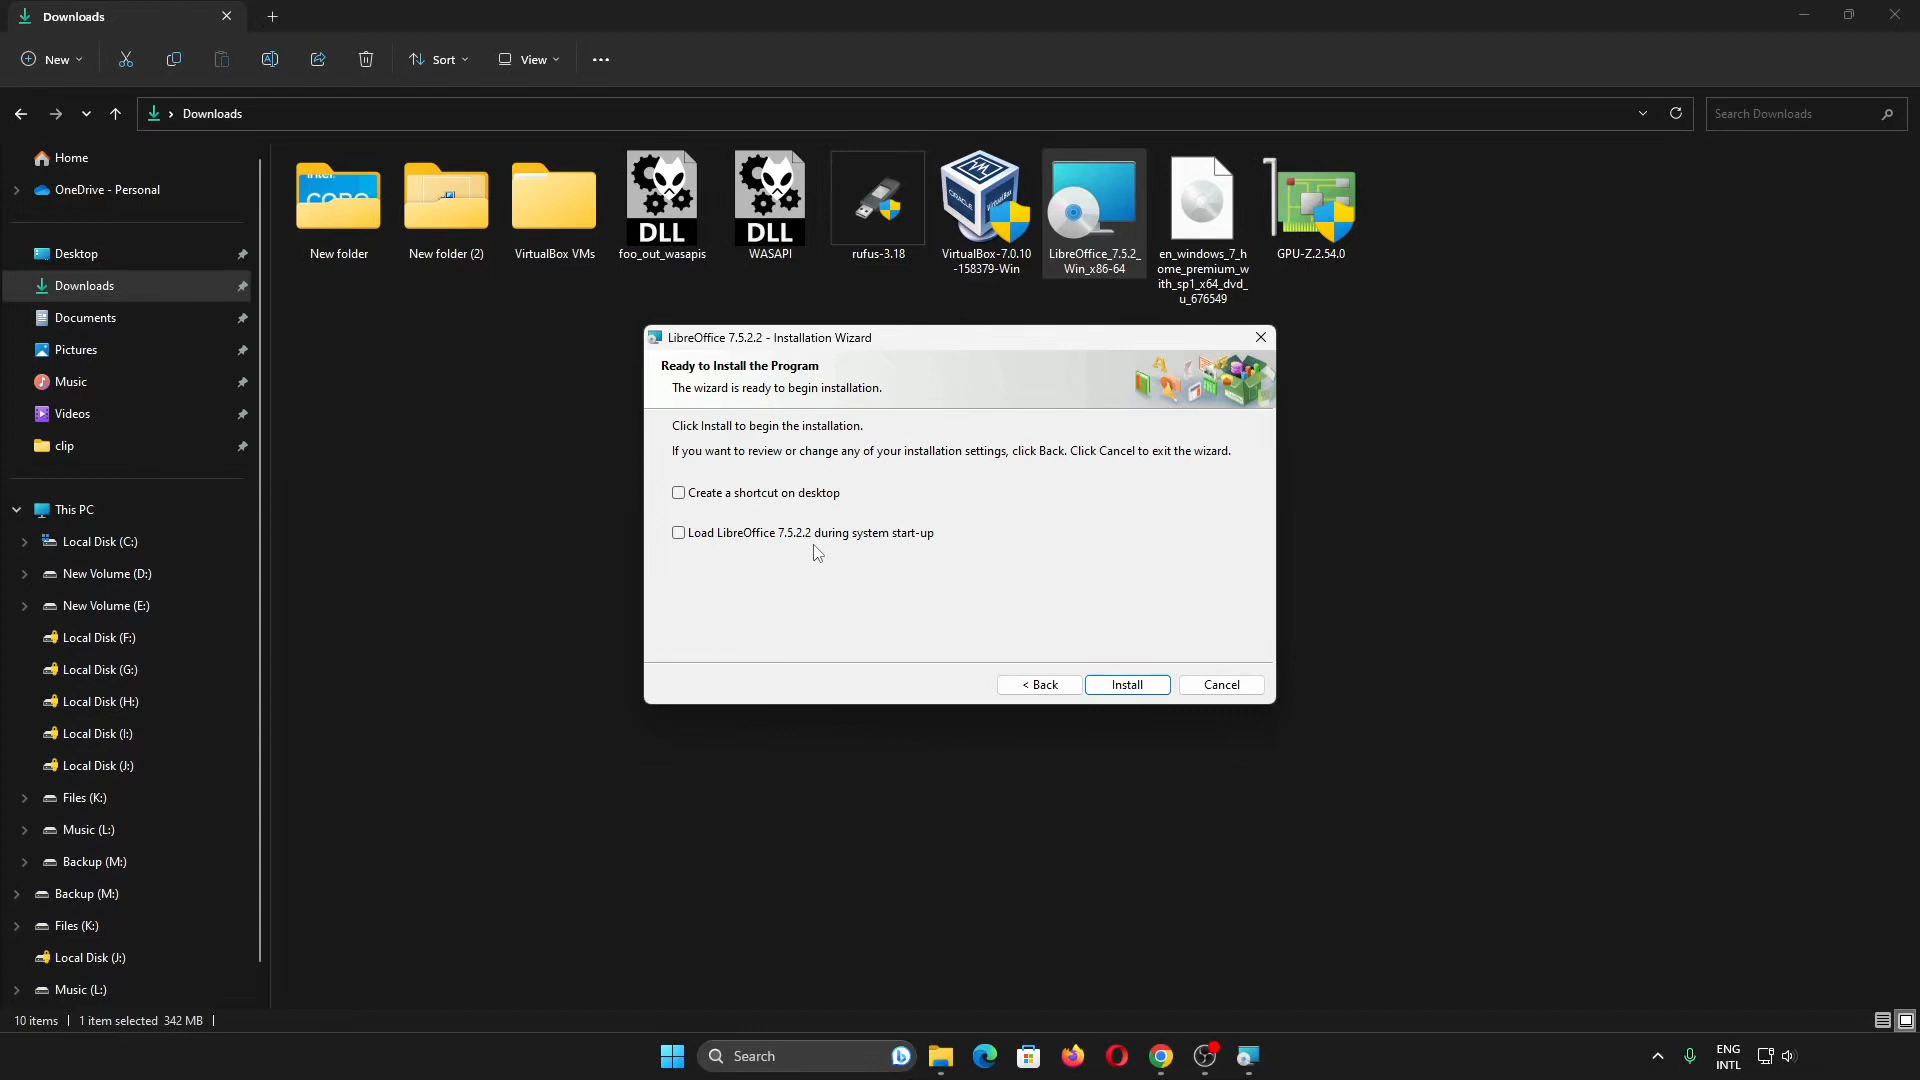 Downloads
New
Sort
View
Downloads
Search Downloads
Home
OneDrive - Personal
Desktop
Downloads
Documents
Pictures
Music
Videos
clip
This PC
Local Disk (C:)
New Volume (D:)
New Volume (E:)
Local Disk (F:)
Local Disk (G:)
Local Disk (H:)
Local Disk (I:)
Local Disk (J:)
Files (K:)
Music (L:)
Backup (M:)
Backup (M:)
Files (K:)
Local Disk (J:)
Music (L:)
New folder
New folder (2)
VirtualBox VMs
DLL
foo_out_wasapis
DLL
WASAPI
rufus-3.18
ORACLE
VirtualBox
VirtualBox-7.0.10
-158379-Win
LibreOffice_7.5.2_
Win_x86-64
en_windows_7_h
ome_premium_w
ith_sp1_x64_dvd_
u_676549
GPU-Z.2.54.0
LibreOffice 7.5.2.2 - Installation Wizard
Ready to Install the Program
The wizard is ready to begin installation.
Click Install to begin the installation.
If you want to review or change any of your installation settings, click Back. Click Cancel to exit the wizard.
Create a shortcut on desktop
Load LibreOffice 7.5.2.2 during system start-up
< Back
Install
Cancel
10 items
1 item selected 342 MB
Search
ENG
INTL